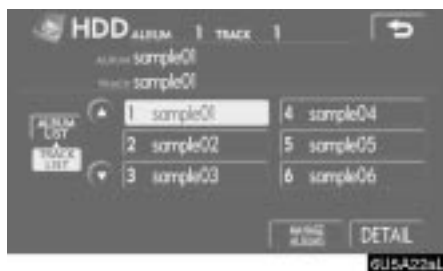 HDD ALBUM 1 TRACK 1
ALBUM sample01
TRACK sample01
ALBUM LIST
TRACK LIST
1 sample01
2 sample02
3 sample03
4 sample04
5 sample05
6 sample06
DETAIL
6U5A22aL